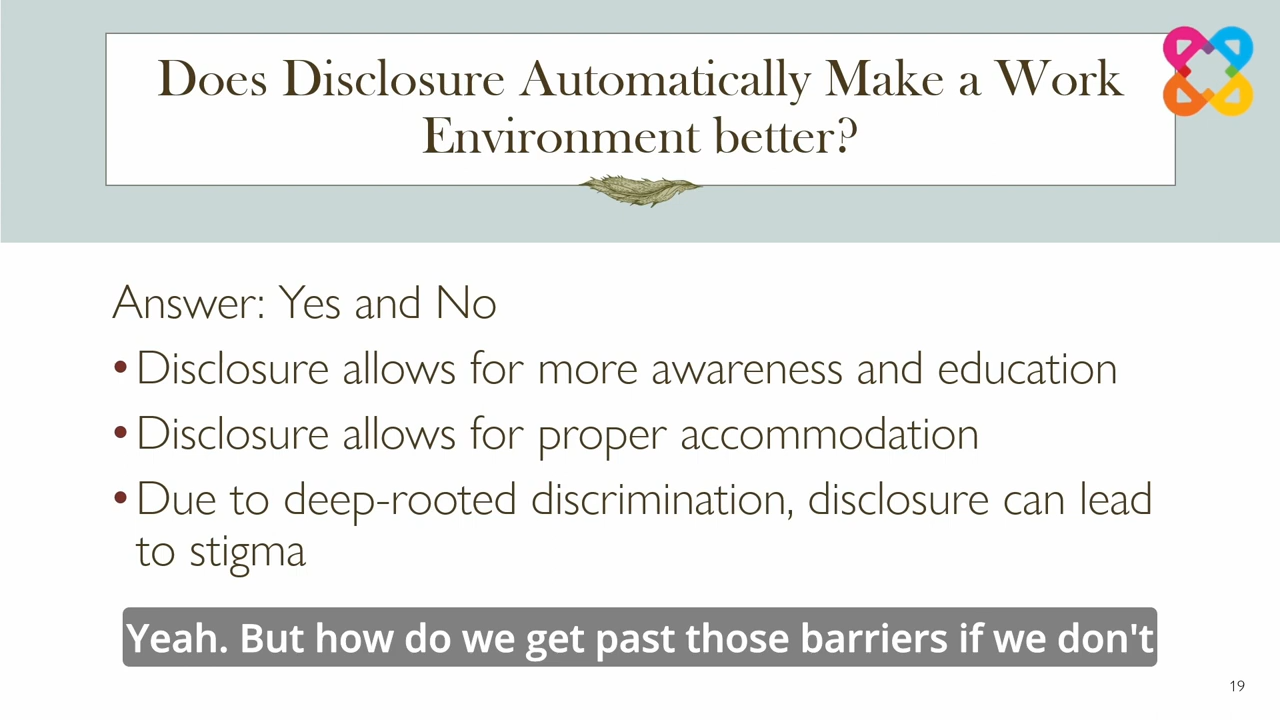 Does Disclosure Automatically Make a Work
Environment better?
Answer: Yes and No
• Disclosure allows for more awareness and education
• Disclosure allows for proper accommodation
• Due to deep-rooted discrimination, disclosure can lead
to stigma
Yeah. But how do we get past those barriers if we don't
19